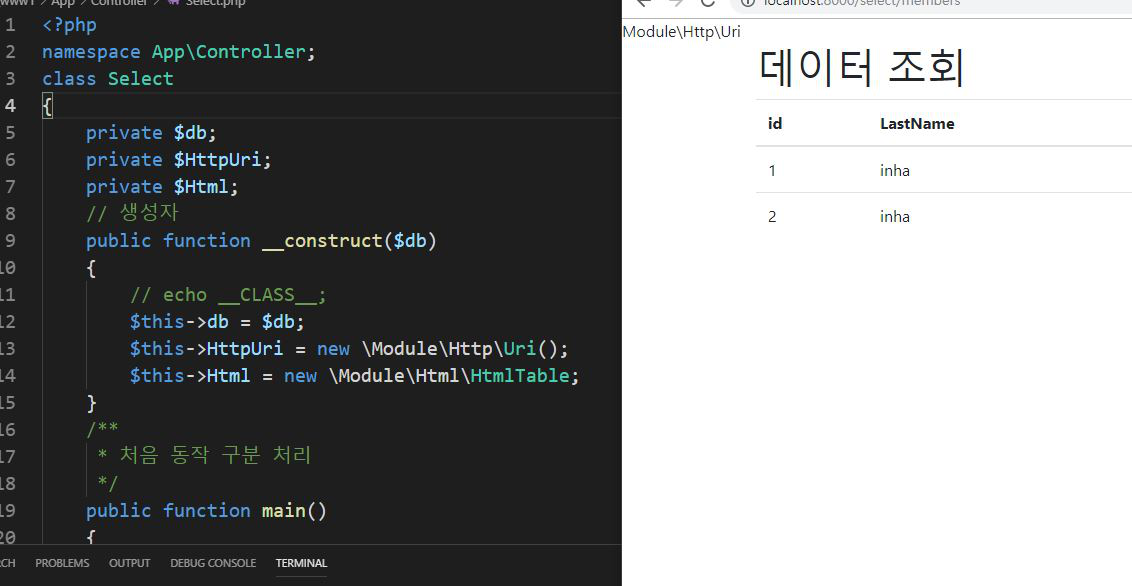 www1 > App > Controller > Select.php
1 <?php
2 namespace App\Controller;
3 class Select
4 {
5 private $db;
6 private $HttpUri;
7 private $Html;
8 // 생성자
9 public function __construct($db)
10 {
11 // echo __CLASS__;
12 $this->db = $db;
13 $this->HttpUri = new \Module\Http\Uri();
14 $this->Html = new \Module\Html\HtmlTable;
15 }
16 /**
17 * 처음 동작 구분 처리
18 */
19 public function main()
20 {
PROBLEMS OUTPUT DEBUG CONSOLE TERMINAL
localhost:8000/select/members
Module\Http\Uri
데이터 조회
id LastName
1 inha
2 inha